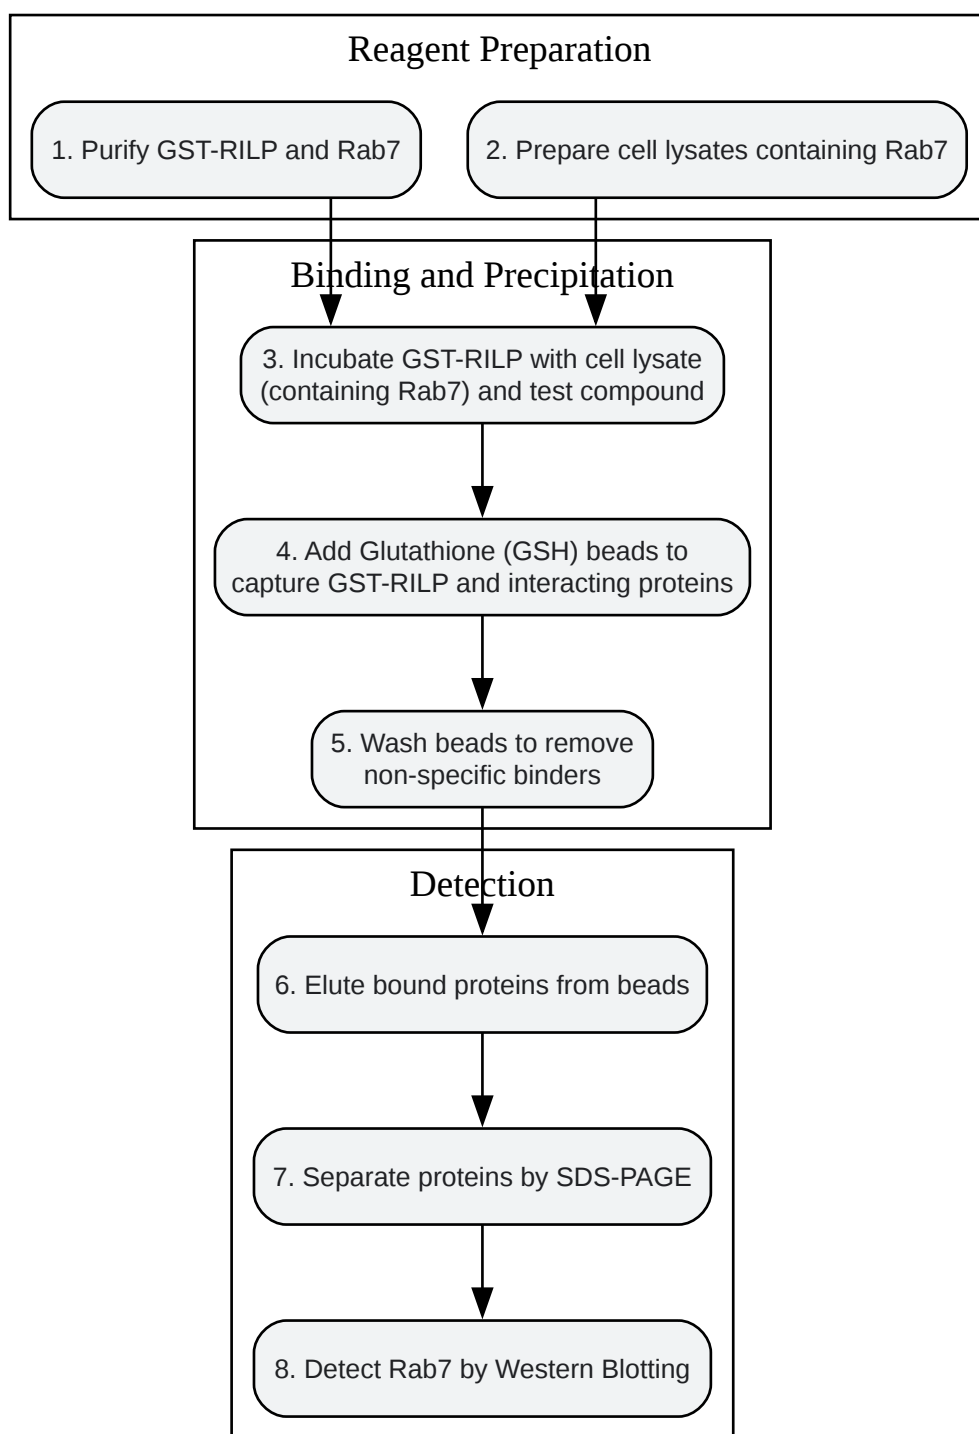 Reagent Preparation
1. Purify GST-RILP and Rab7
2. Prepare cell lysates containing Rab7
Binding and Precipitation
3. Incubate GST-RILP with cell lysate
(containing Rab7) and test compound
4. Add Glutathione (GSH) beads to
capture GST-RILP and interacting proteins
5. Wash beads to remove
non-specific binders
Detection
6. Elute bound proteins from beads
7. Separate proteins by SDS-PAGE
8. Detect Rab7 by Western Blotting